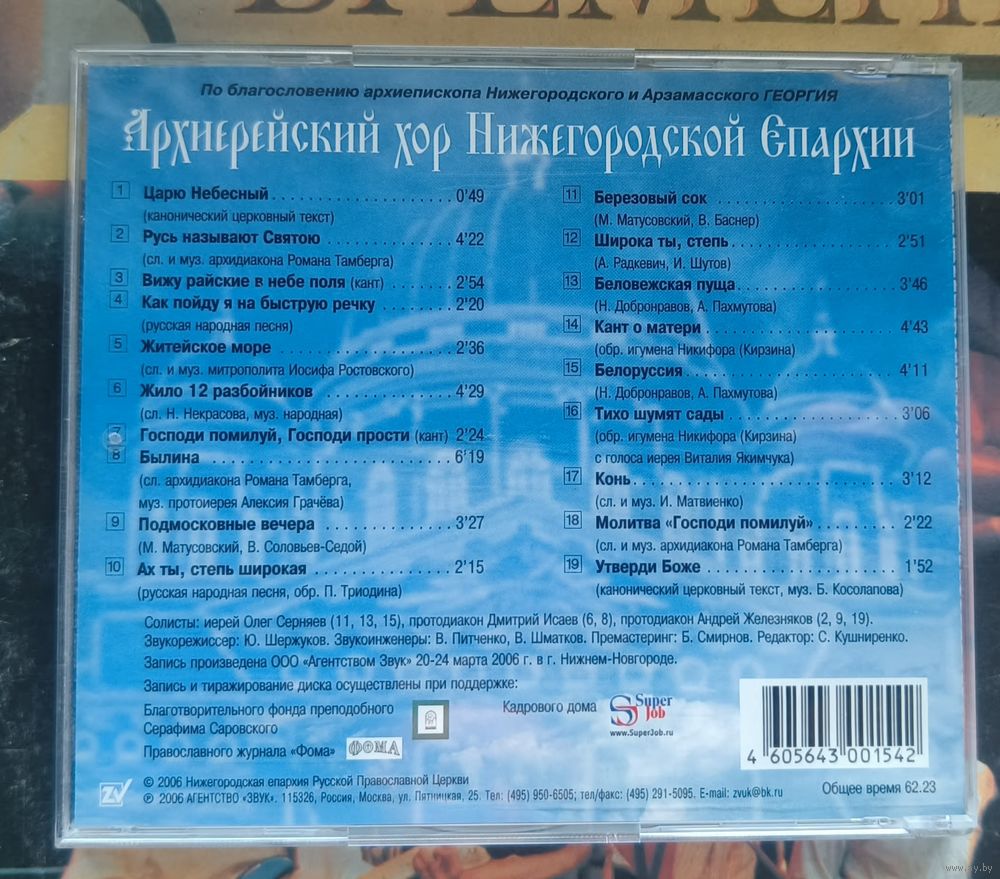 ВРЕМЕН
По благословению архиепископа Нижегородского и Арзамасского ГЕОРГИЯ
Архиерейский хор Нижегородской Епархии
1 Царю Небесный 0'49
(канонический церковный текст)
2 Русь называют Святою 4'22
(сл. и муз. архидиакона Романа Тамберга)
3 Вижу райские в небе поля (кант) 2'54
4 Как пойду я на быструю речку 2'20
(русская народная песня)
5 Житейское море 2'36
(сл. и муз. митрополита Иосифа Ростовского)
6 Жило 12 разбойников 4'29
(сл. Н. Некрасова, муз. народная)
7 Господи помилуй, Господи прости (кант) 2'24
8 Былина 6'19
(сл. архидиакона Романа Тамберга,
муз. протоиерея Алексия Грачёва)
9 Подмосковные вечера 3'27
(М. Матусовский, В. Соловьев-Седой)
10 Ах ты, степь широкая 2'15
(русская народная песня, обр. П. Триодина)
11 Березовый сок 3'01
(М. Матусовский, В. Баснер)
12 Широка ты, степь 2'51
(А. Радкевич, И. Шутов)
13 Беловежская пуща 3'46
(Н. Добронравов, А. Пахмутова)
14 Кант о матери 4'43
(обр. игумена Никифора (Кирзина)
15 Белоруссия 4'11
(Н. Добронравов, А. Пахмутова)
16 Тихо шумят сады 3'06
(обр. игумена Никифора (Кирзина)
с голоса иерея Виталия Якимчука)
17 Конь 3'12
(сл. и муз. И. Матвиенко)
18 Молитва «Господи помилуй» 2'22
(сл. и муз. архидиакона Романа Тамберга)
19 Утверди Боже 1'52
(канонический церковный текст, муз. Б. Косолапова)
Солисты: иерей Олег Серняев (11, 13, 15), протодиакон Дмитрий Исаев (6, 8), протодиакон Андрей Железняков (2, 9, 19).
Звукорежиссер: Ю. Шержуков. Звукоинженеры: В. Питченко, В. Шматков. Премастеринг: Б. Смирнов. Редактор: С. Кушниренко.
Запись произведена ООО «Агентством Звук» 20-24 марта 2006 г. в г. Нижнем-Новгороде.
Запись и тиражирование диска осуществлены при поддержке:
Благотворительного фонда преподобного
Серафима Саровского
Кадрового дома
Super
Job
www.SuperJob.ru
Православного журнала «Фома» ФОМА
4 605643 001542
ZV
© 2006 Нижегородская епархия Русской Православной Церкви
℗ 2006 АГЕНТСТВО «ЗВУК». 115326, Россия, Москва, ул. Пятницкая, 25. Тел: (495) 950-6505; тел/факс: (495) 291-5095. E-mail: zvuk@bk.ru
Общее время 62.23
www.ay.by